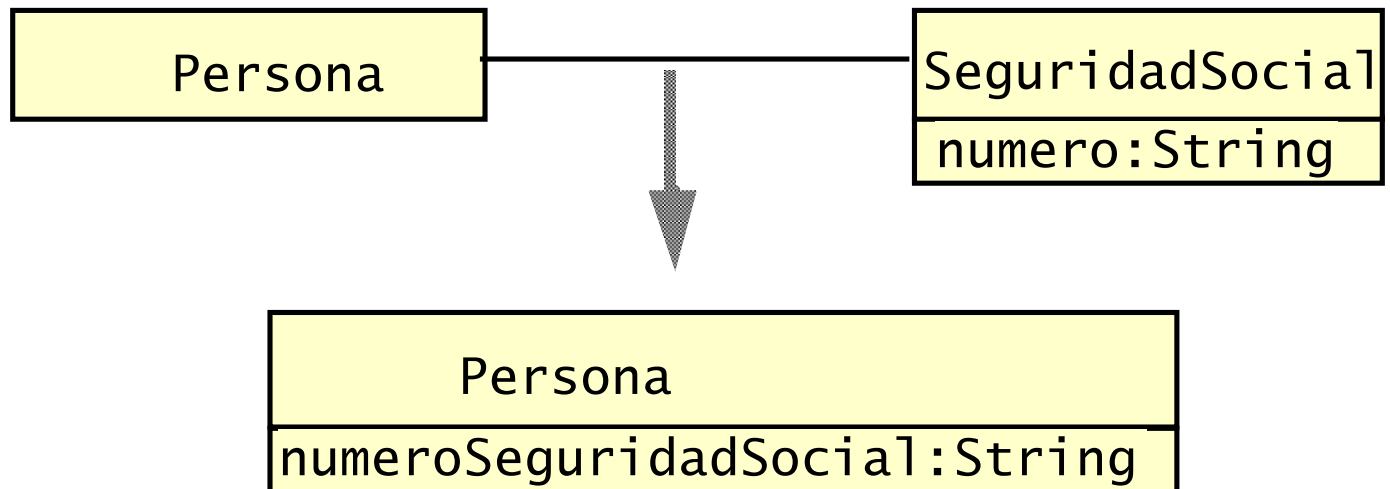 Persona
SeguridadSocial
numero:String
Persona
numeroSeguridadSocial:String